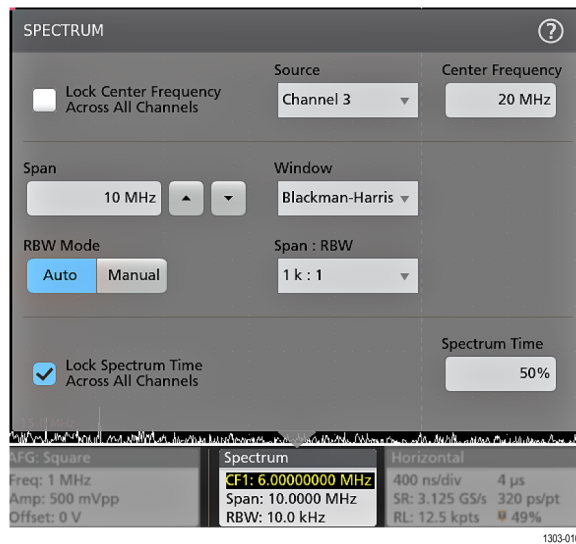 SPECTRUM
?
Source
Center Frequency
Lock Center Frequency
Across All Channels
Channel 3
20 MHz
Span
Window
10 MHz
Blackman-Harris
RBW Mode
Span : RBW
Auto
Manual
1 k : 1
Spectrum Time
Lock Spectrum Time
Across All Channels
50%
AFG: Square
Freq: 1 MHz
Amp: 500 mVpp
Offset: 0 V
Spectrum
CF1: 6.00000000 MHz
Span: 10.0000 MHz
RBW: 10.0 kHz
Horizontal
400 ns/div 4 µs
SR: 3.125 GS/s 320 ps/pt
RL: 12.5 kpts 49%